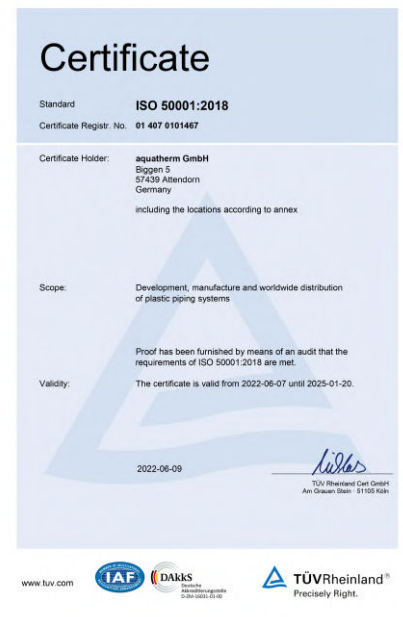 Certificate
Standard ISO 50001:2018
Certificate Registr. No. 01 407 0101467
Certificate Holder: aquatherm GmbH
Biggen 5
57439 Attendorn
Germany
including the locations according to annex
Scope: Development, manufacture and worldwide distribution
of plastic piping systems
Proof has been furnished by means of an audit that the
requirements of ISO 50001:2018 are met.
Validity: The certificate is valid from 2022-06-07 until 2025-01-20.
2022-06-09
TÜV Rheinland Cert GmbH
Am Grauen Stein · 51105 Köln
www.tuv.com
IAF
DAkkS
Deutsche
Akkreditierungsstelle
D-ZM-16031-01-00
TÜVRheinland®
Precisely Right.